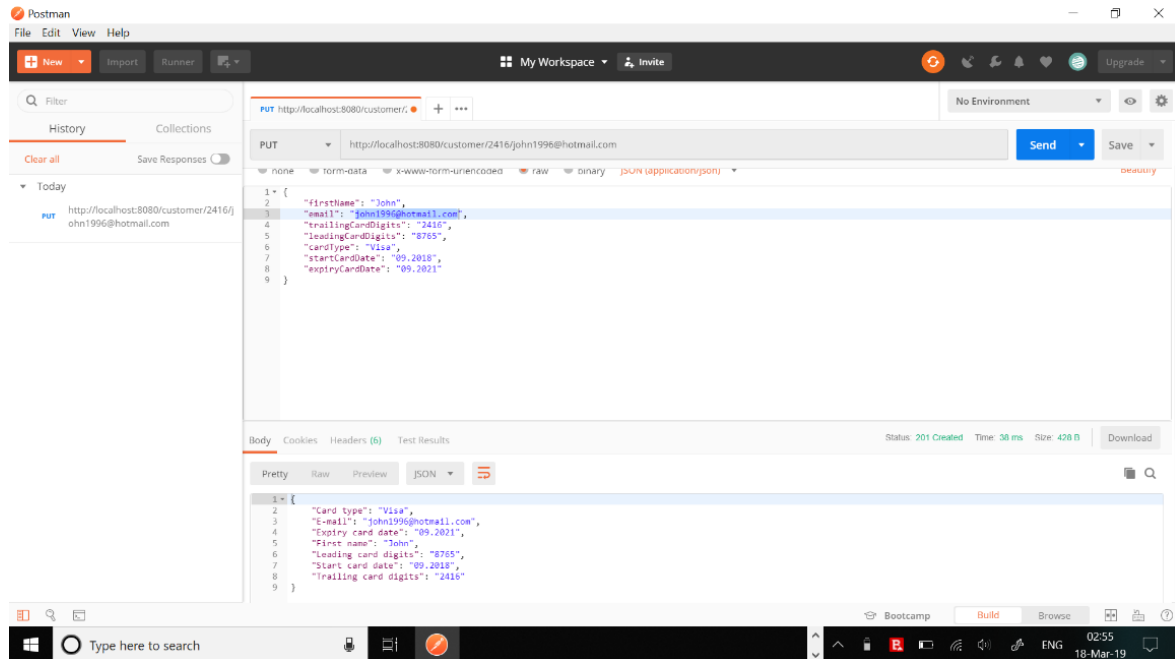 Postman
File Edit View Help
New Import Runner My Workspace Invite Upgrade
Filter
History Collections
Clear all Save Responses
Today
PUT http://localhost:8080/customer/2416/j
ohn1996@hotmail.com
PUT http://localhost:8080/customer/2 + ••• No Environment
PUT http://localhost:8080/customer/2416/john1996@hotmail.com Send Save
none form-data x-www-form-urlencoded raw binary JSON (application/json) Beautify
1 {
2 "firstName": "John",
3 "email": "john1996@hotmail.com",
4 "trailingCardDigits": "2416",
5 "leadingCardDigits": "8765",
6 "cardType": "Visa",
7 "startCardDate": "09.2018",
8 "expiryCardDate": "09.2021"
9 }
Body Cookies Headers (6) Test Results Status: 201 Created Time: 38 ms Size: 428 B Download
Pretty Raw Preview JSON
1 {
2 "Card type": "Visa",
3 "E-mail": "john1996@hotmail.com",
4 "Expiry card date": "09.2021",
5 "First name": "John",
6 "Leading card digits": "8765",
7 "Start card date": "09.2018",
8 "Trailing card digits": "2416"
9 }
Bootcamp Build Browse
Type here to search ENG 02:55
18-Mar-19